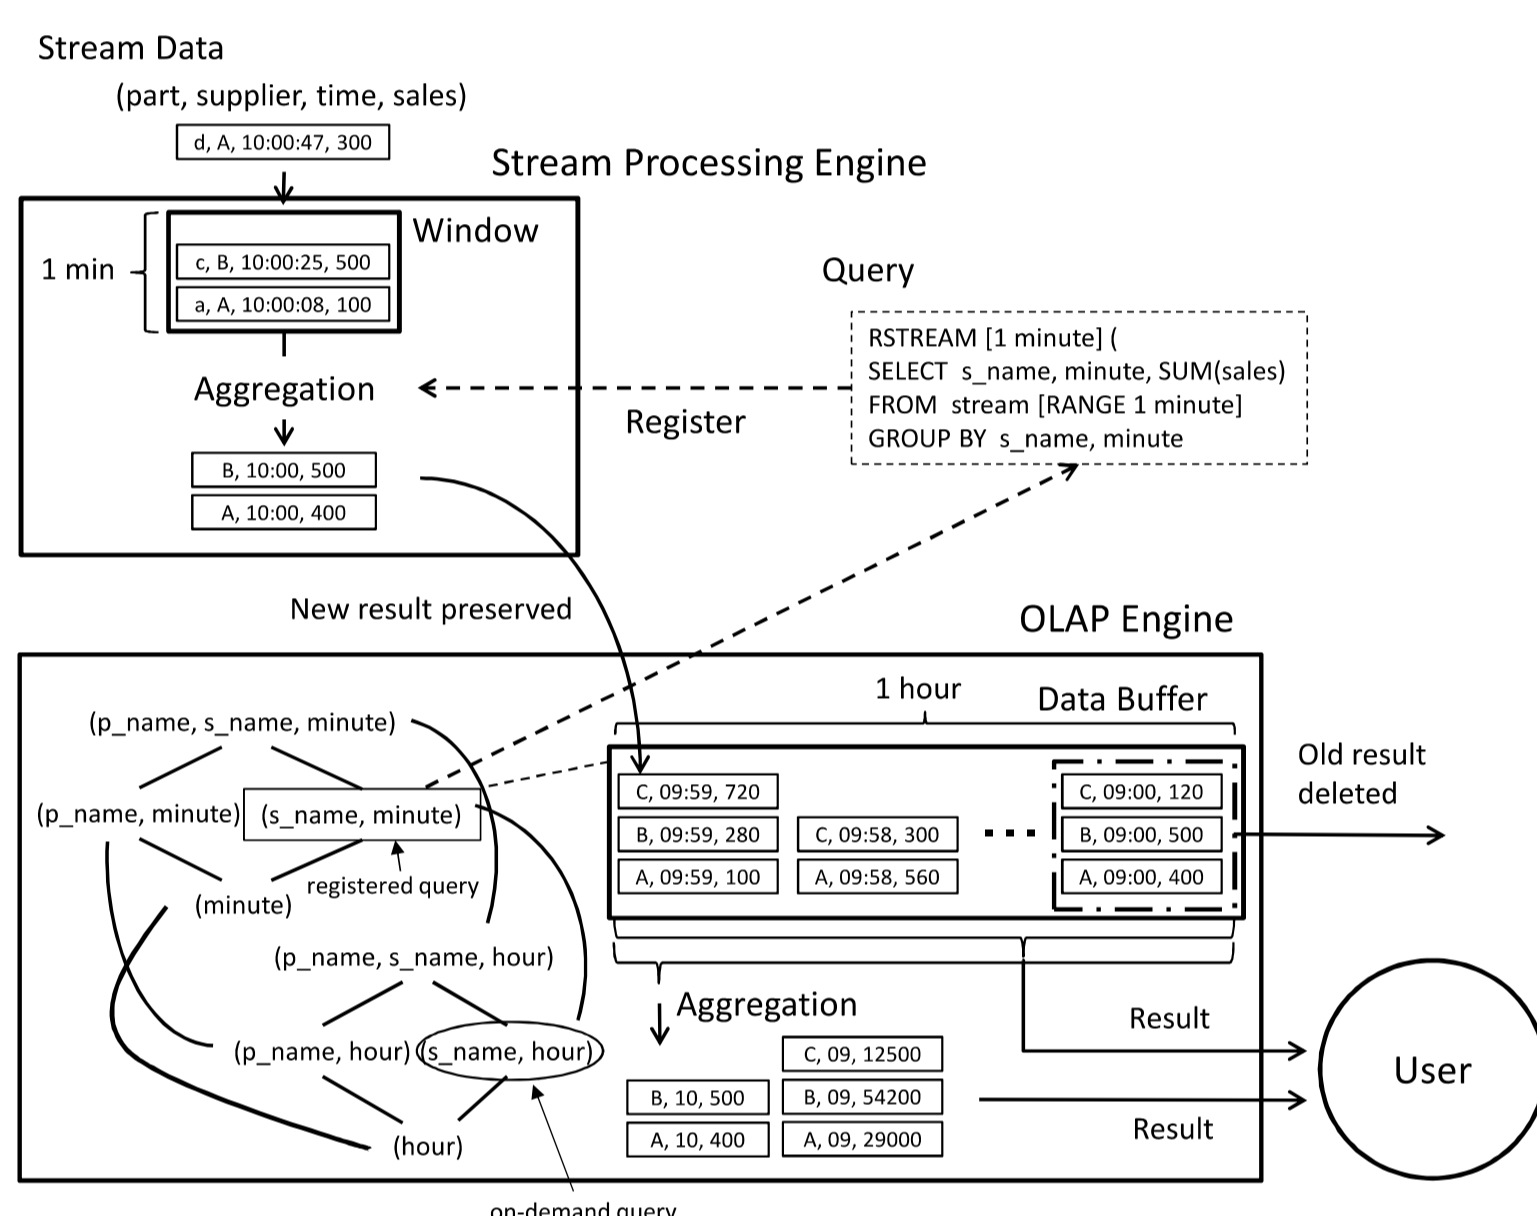 Stream Data
(part, supplier, time, sales)
d, A, 10:00:47, 300
Stream Processing Engine
Window
1 min
c, B, 10:00:25, 500
a, A, 10:00:08, 100
Aggregation
B, 10:00, 500
A, 10:00, 400
Register
Query
RSTREAM [1 minute] (
SELECT s_name, minute, SUM(sales)
FROM stream [RANGE 1 minute]
GROUP BY s_name, minute
New result preserved
OLAP Engine
(p_name, s_name, minute)
(p_name, minute)
(s_name, minute)
registered query
(minute)
(p_name, s_name, hour)
(p_name, hour)
(s_name, hour)
(hour)
on-demand query
1 hour
Data Buffer
C, 09:59, 720
B, 09:59, 280
A, 09:59, 100
C, 09:58, 300
A, 09:58, 560
C, 09:00, 120
B, 09:00, 500
A, 09:00, 400
Old result
deleted
Aggregation
B, 10, 500
A, 10, 400
C, 09, 12500
B, 09, 54200
A, 09, 29000
Result
Result
User